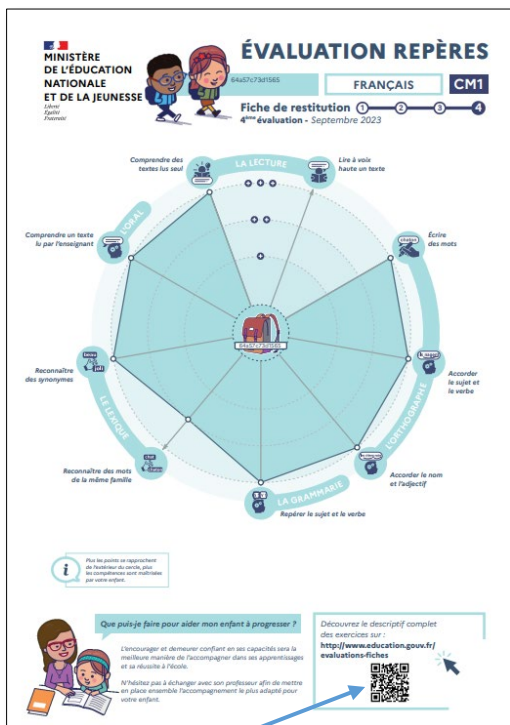 MINISTÈRE
DE L'ÉDUCATION
NATIONALE
ET DE LA JEUNESSE
Liberté
Égalité
Fraternité
ÉVALUATION REPÈRES
64a57c73d1565
FRANÇAIS
CM1
Fiche de restitution 1 2 3 4
4ème évaluation - Septembre 2023
Comprendre des
textes lus seul
LA LECTURE
Lire à voix
haute un texte
L'ORAL
Comprendre un texte
lu par l'enseignant
Écrire
des mots
Reconnaître
des synonymes
beau
joli
64a57c73d1565
Accorder
le sujet et
le verbe
LE LEXIQUE
L'ORTHOGRAPHE
Reconnaître des mots
de la même famille
Accorder le nom
et l'adjectif
LA GRAMMARIE
Repérer le sujet et le verbe
i
Plus les points se rapprochent
de l'extérieur du cercle, plus
les compétences sont maîtrisées
par votre enfant.
Que puis-je faire pour aider mon enfant à progresser ?
L'encourager et demeurer confiant en ses capacités sera la
meilleure manière de l'accompagner dans ses apprentissages
et sa réussite à l'école.
N'hésitez pas à échanger avec son professeur afin de mettre
en place ensemble l'accompagnement le plus adapté pour
votre enfant.
Découvrez le descriptif complet
des exercices sur :
http://www.education.gouv.fr/
evaluations-fiches